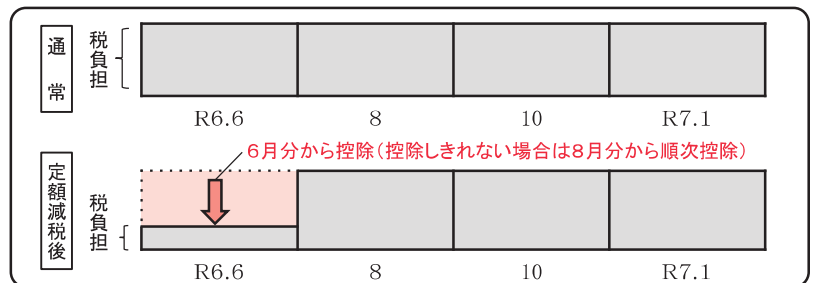 通常
税負担
R6.6 8 10 R7.1
6月分から控除(控除しきれない場合は8月分から順次控除)
定額減税後
税負担
R6.6 8 10 R7.1